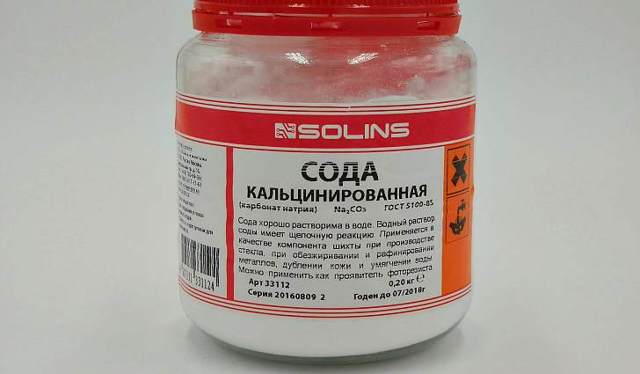 SOLINS
СОДА
КАЛЬЦИНИРОВАННАЯ
(карбонат натрия) Na₂CO₃ ГОСТ 5100-85
Сода хорошо растворима в воде. Водный раствор
соды имеет щелочную реакцию. Применяется в
качестве компонента шихты при производстве
стекла, при обезжиривании и рафинировании
металлов, дублении кожи и умягчении воды
Можно применить как проявитель фоторезиста
Арт 33112 0,20 кг ℮
Серия 20160809 2 Годен до 07/2018г
331124